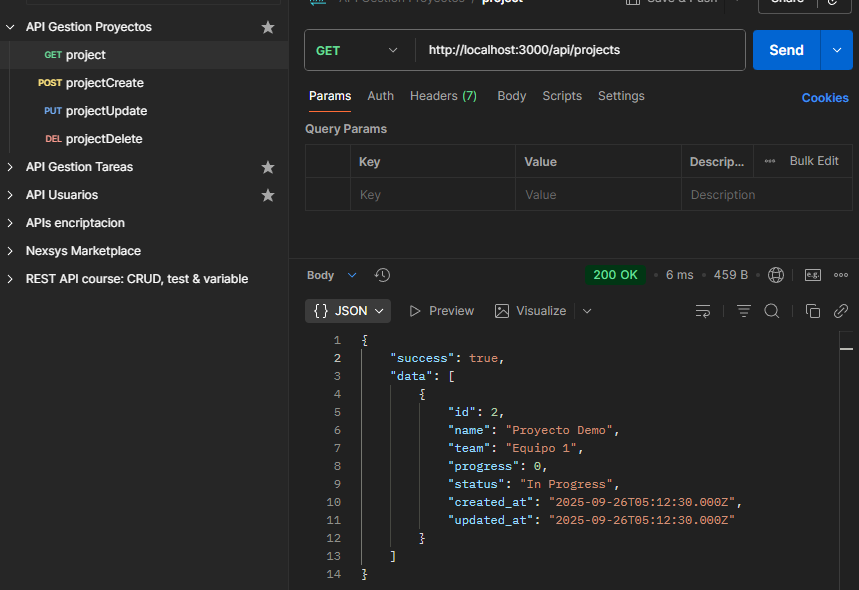 API Gestion Proyectos / project
Save & Push
Share
API Gestion Proyectos
GET project
POST projectCreate
PUT projectUpdate
DEL projectDelete
API Gestion Tareas
API Usuarios
APIs encriptacion
Nexsys Marketplace
REST API course: CRUD, test & variable
GET http://localhost:3000/api/projects Send
Params Auth Headers (7) Body Scripts Settings Cookies
Query Params
Key Value Descrip... Bulk Edit
Key Value Description
Body 200 OK • 6 ms • 459 B • e.g.
{} JSON Preview Visualize
1 {
2 "success": true,
3 "data": [
4 {
5 "id": 2,
6 "name": "Proyecto Demo",
7 "team": "Equipo 1",
8 "progress": 0,
9 "status": "In Progress",
10 "created_at": "2025-09-26T05:12:30.000Z",
11 "updated_at": "2025-09-26T05:12:30.000Z"
12 }
13 ]
14 }